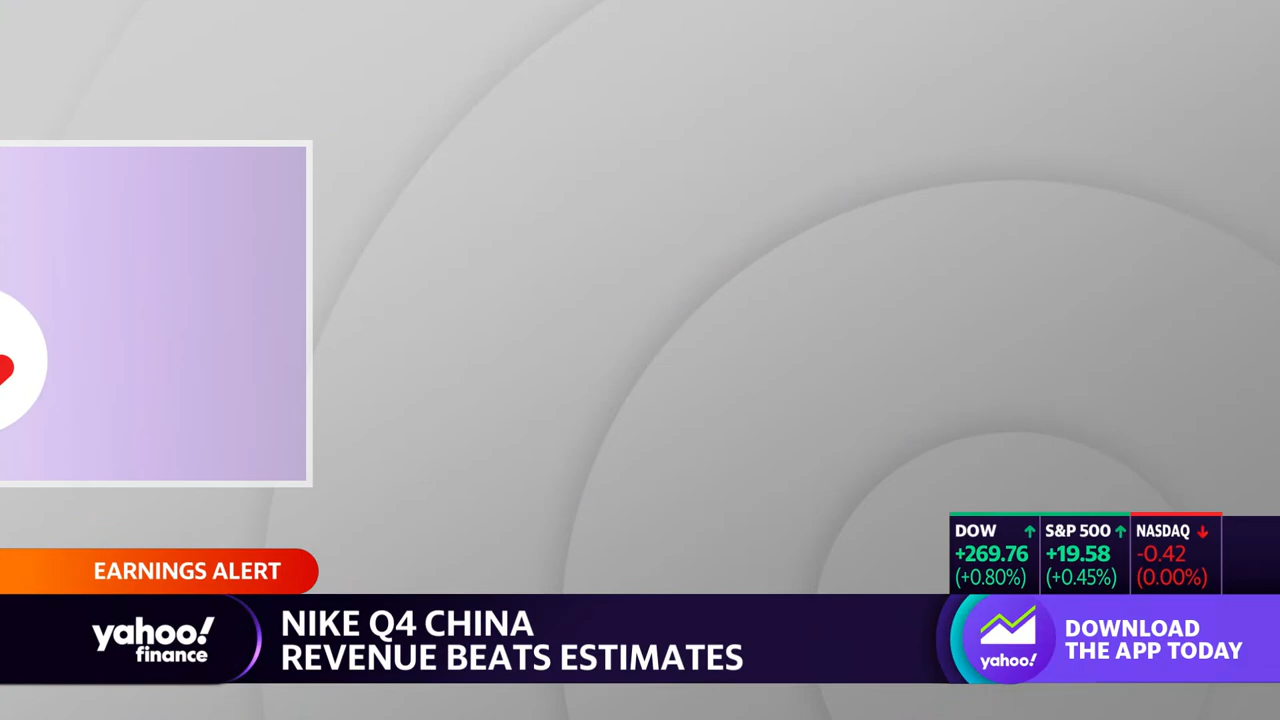 DOW
+269.76
(+0.80%)
S&P 500
+19.58
(+0.45%)
NASDAQ
-0.42
(0.00%)
EARNINGS ALERT
yahoo!
finance
NIKE Q4 CHINA
REVENUE BEATS ESTIMATES
yahoo!
DOWNLOAD
THE APP TODAY